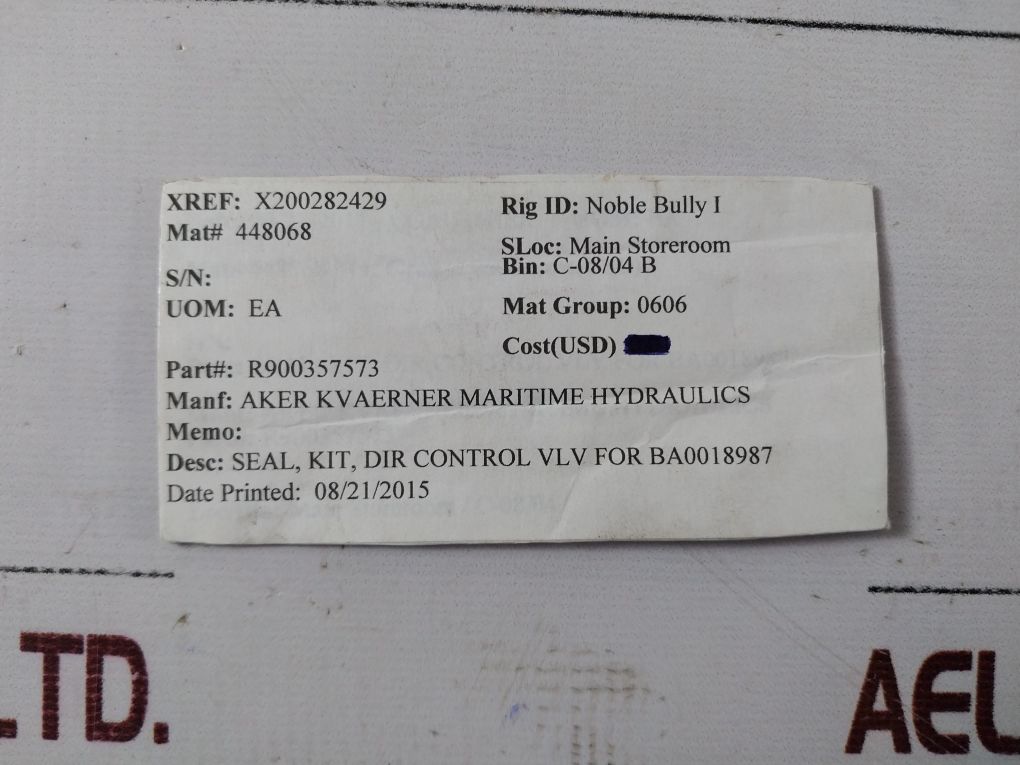 XREF: X200282429
Mat# 448068
S/N:
UOM: EA
Rig ID: Noble Bully I
SLoc: Main Storeroom
Bin: C-08/04 B
Mat Group: 0606
Cost(USD)
Part#: R900357573
Manf: AKER KVAERNER MARITIME HYDRAULICS
Memo:
Desc: SEAL, KIT, DIR CONTROL VLV FOR BA0018987
Date Printed: 08/21/2015
LTD.
AEL